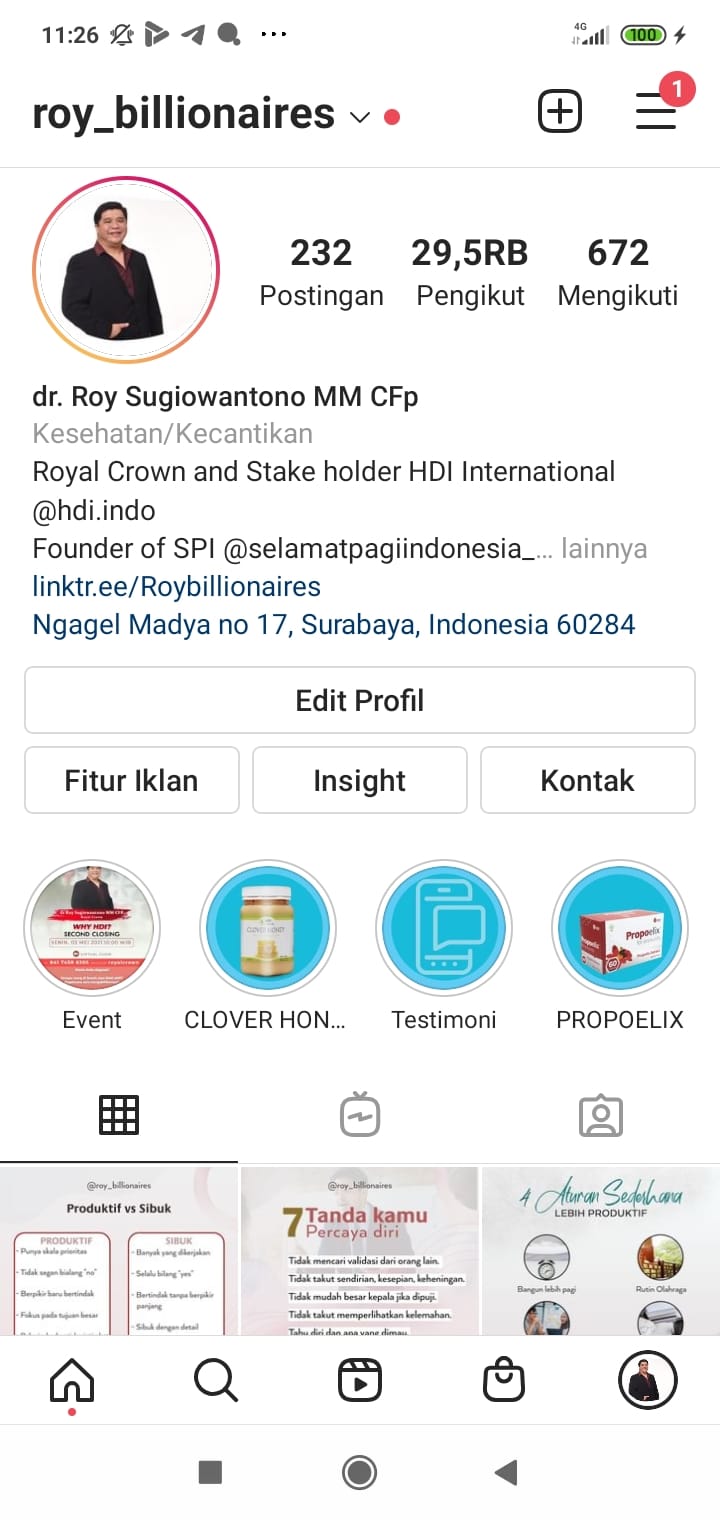 11:26
4G
100
roy_billionaires
1
232
29,5RB
672
Postingan
Pengikut
Mengikuti
dr. Roy Sugiowantono MM CFp
Kesehatan/Kecantikan
Royal Crown and Stake holder HDI International
@hdi.indo
Founder of SPI @selamatpagiindonesia_... lainnya
linktr.ee/Roybillionaires
Ngagel Madya no 17, Surabaya, Indonesia 60284
Edit Profil
Fitur Iklan
Insight
Kontak
WHY HDI?
SECOND CLOSING
CLOVER HONEY
Propoelix
60
Event
CLOVER HON...
Testimoni
PROPOELIX
@roy_billionaires
Produktif vs Sibuk
PRODUKTIF
- Punya skala prioritas
- Tidak segan bialang "no"
- Berpikir baru bertindak
- Fokus pada tujuan besar
SIBUK
- Banyak yang dikerjakan
- Selalu bilang "yes"
- Bertindak tanpa berpikir
panjang
- Sibuk dengan detail
@roy_billionaires
7 Tanda kamu
Percaya diri
Tidak mencari validasi dari orang lain.
Tidak takut sendirian, kesepian, keheningan.
Tidak mudah besar kepala jika dipuji.
Tidak takut memperlihatkan kelemahan.
Tahu diri dan apa yang dimau.
4 Aturan Sederhana
LEBIH PRODUKTIF
Bangun lebih pagi
Rutin Olahraga